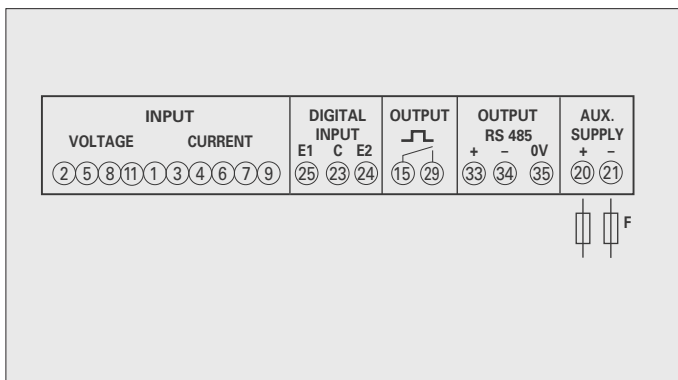 INPUT
VOLTAGE CURRENT
2 5 8 11 1 3 4 6 7 9
DIGITAL
INPUT
E1 C E2
25 23 24
OUTPUT
15 29
OUTPUT
RS 485
+ – 0V
33 34 35
AUX.
SUPPLY
+ –
20 21
F